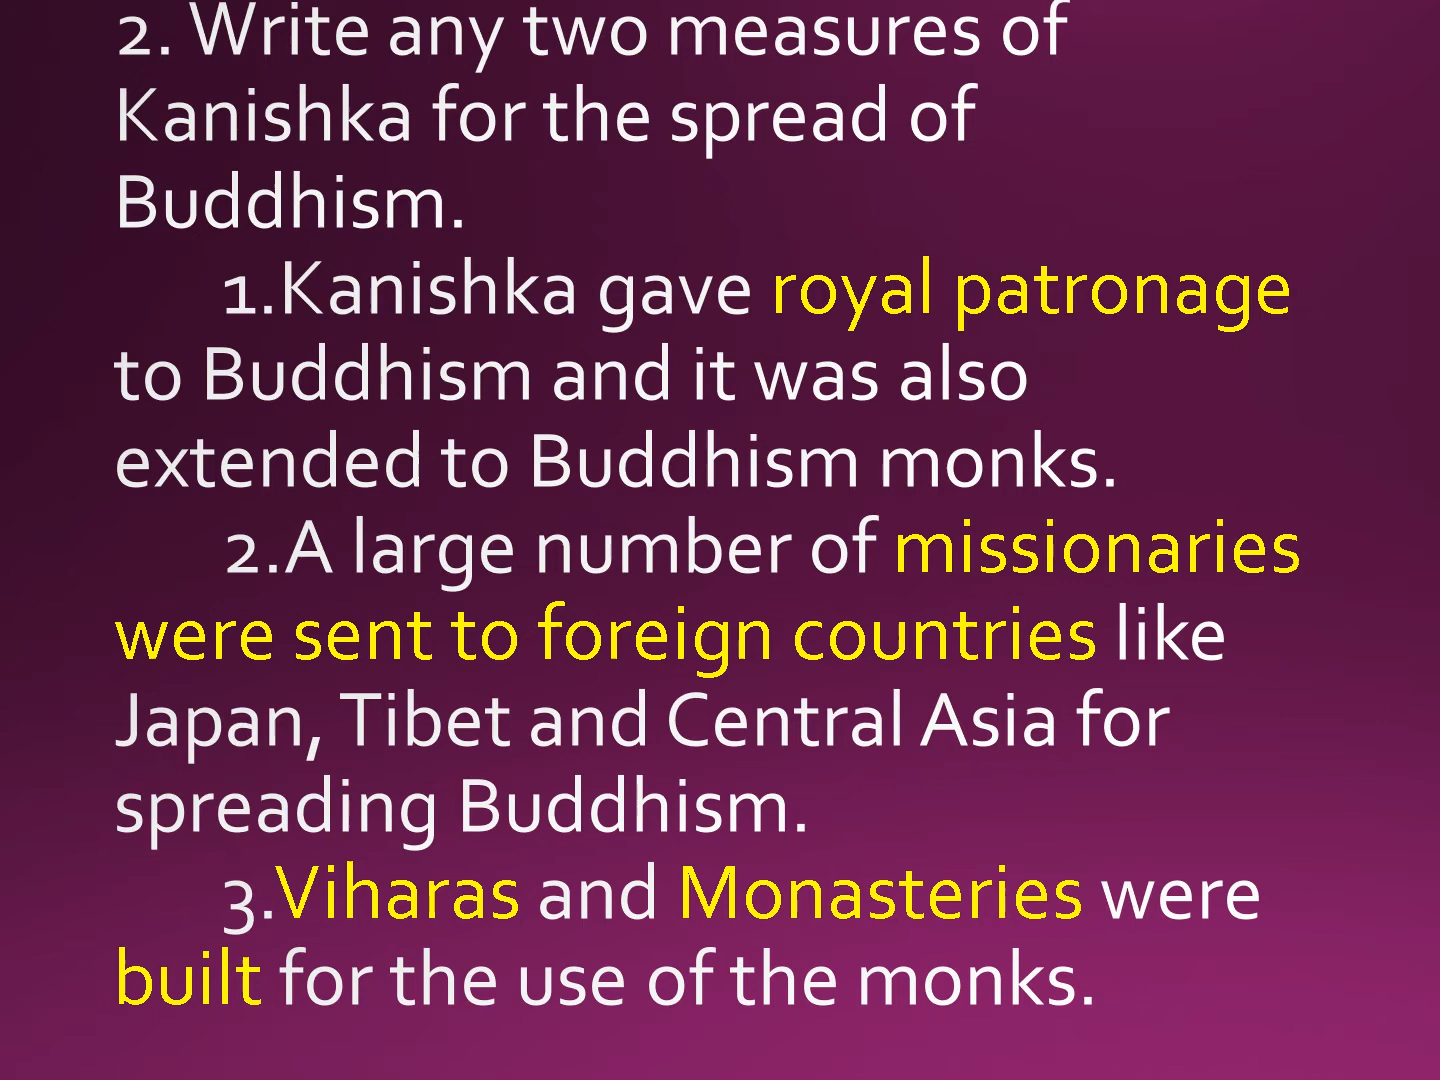 2. Write any two measures of
Kanishka for the spread of
Buddhism.
1.Kanishka gave royal patronage
to Buddhism and it was also
extended to Buddhism monks.
2.A large number of missionaries
were sent to foreign countries like
Japan, Tibet and Central Asia for
spreading Buddhism.
3.Viharas and Monasteries were
built for the use of the monks.